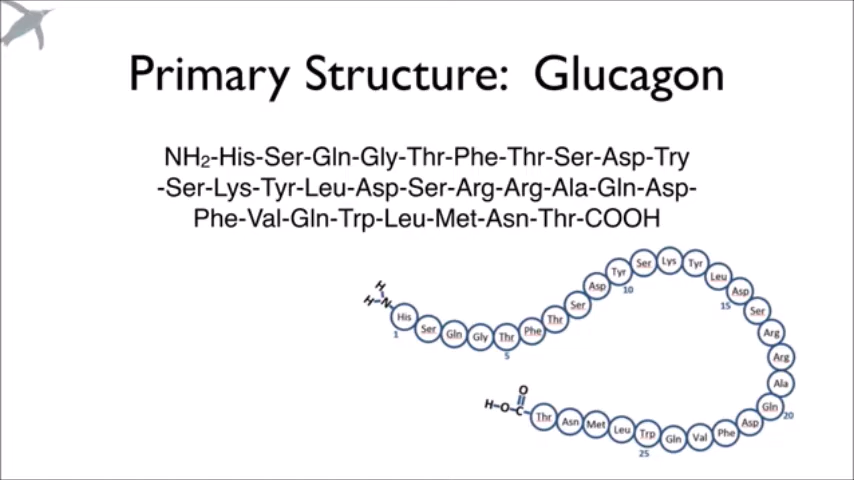 Primary Structure: Glucagon
NH₂-His-Ser-Gln-Gly-Thr-Phe-Thr-Ser-Asp-Try
-Ser-Lys-Tyr-Leu-Asp-Ser-Arg-Arg-Ala-Gln-Asp-
Phe-Val-Gln-Trp-Leu-Met-Asn-Thr-COOH
H
H-N
His Ser Gln Gly Thr Phe Thr Ser Asp Tyr Ser Lys Tyr Leu Asp Ser Arg Arg Ala Gln Asp Phe Val Gln Trp Leu Met Asn Thr
1 5 10 15 20 25
O
H-O-C